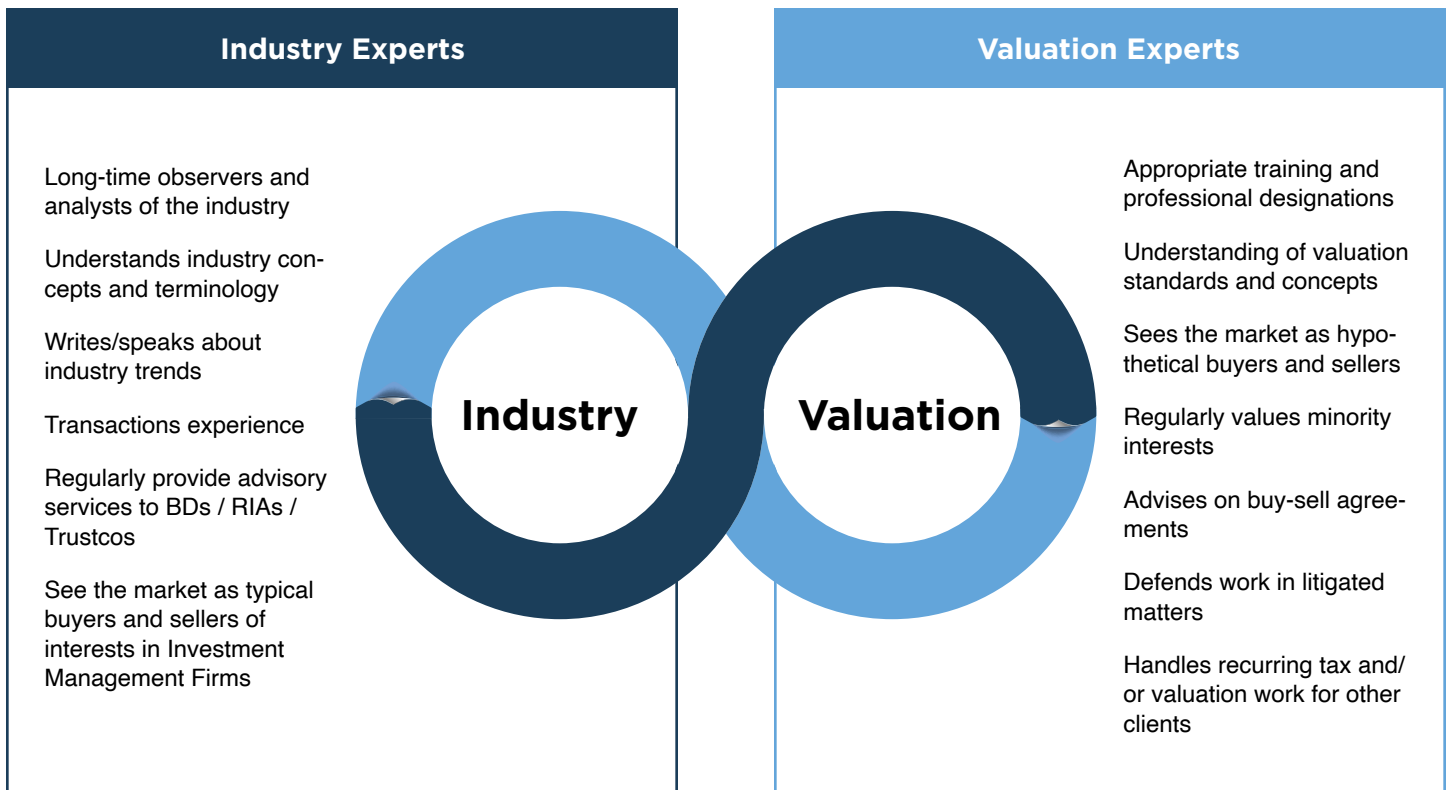 Industry Experts
Long-time observers and
analysts of the industry
Understands industry con-
cepts and terminology
Writes/speaks about
industry trends
Transactions experience
Regularly provide advisory
services to BDs / RIAs /
Trustcos
See the market as typical
buyers and sellers of
interests in Investment
Management Firms
Industry
Valuation
Valuation Experts
Appropriate training and
professional designations
Understanding of valuation
standards and concepts
Sees the market as hypo-
thetical buyers and sellers
Regularly values minority
interests
Advises on buy-sell agree-
ments
Defends work in litigated
matters
Handles recurring tax and/
or valuation work for other
clients